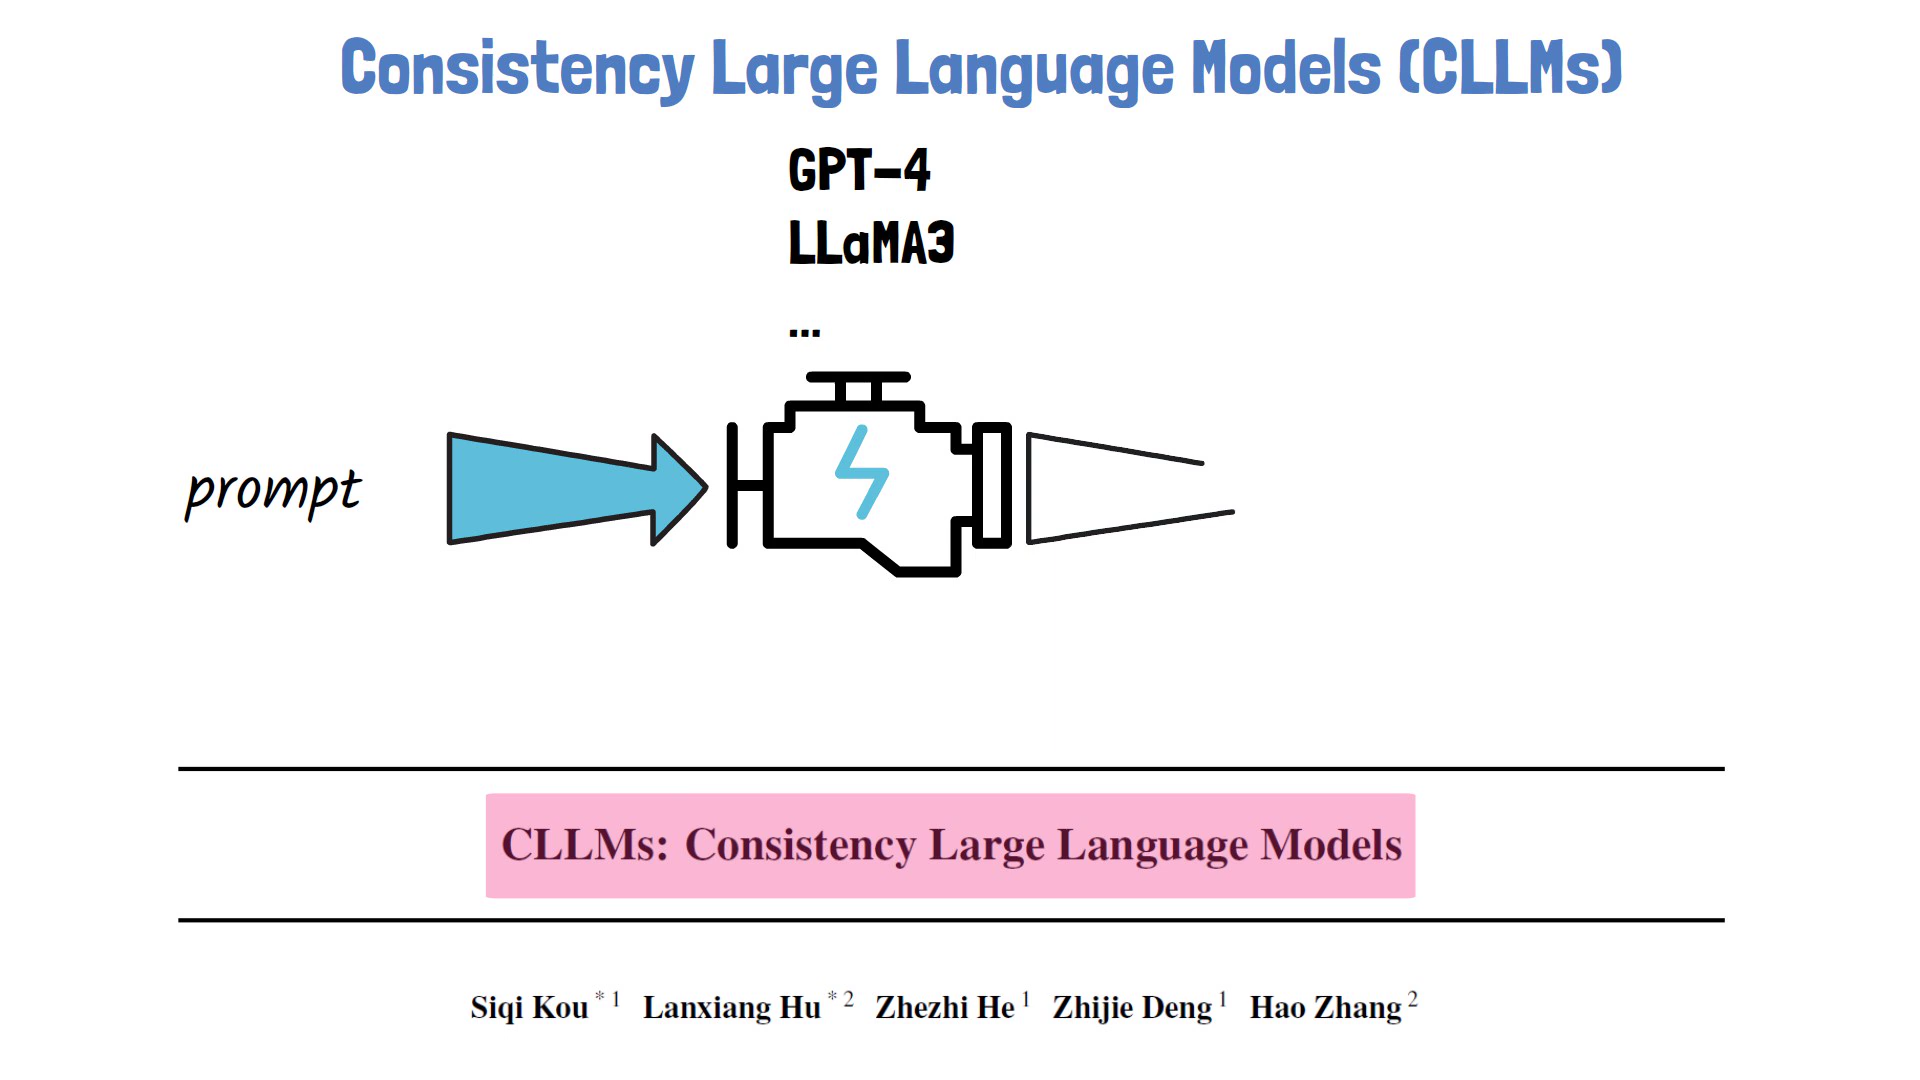 Consistency Large Language Models (CLLMs)
GPT-4
LLaMA3
...
prompt
CLLMs: Consistency Large Language Models
Siqi Kou * 1 Lanxiang Hu * 2 Zhezhi He 1 Zhijie Deng 1 Hao Zhang 2